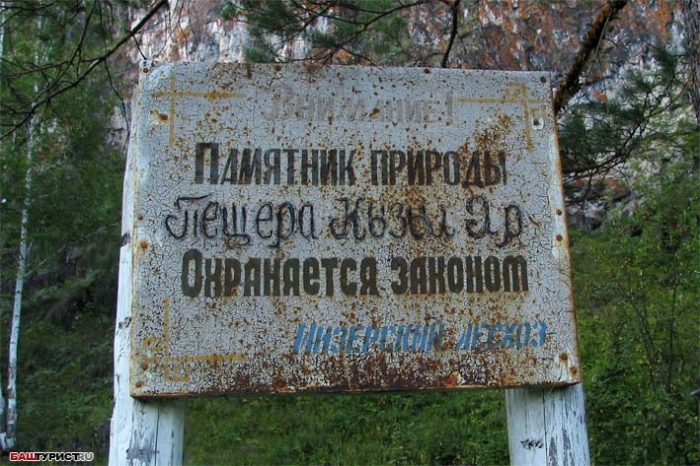 Внимание!
Памятник природы
Пещера Кызыл Яр
Охраняется законом
Инзерский лесхоз
БАШТУРИСТ.RU